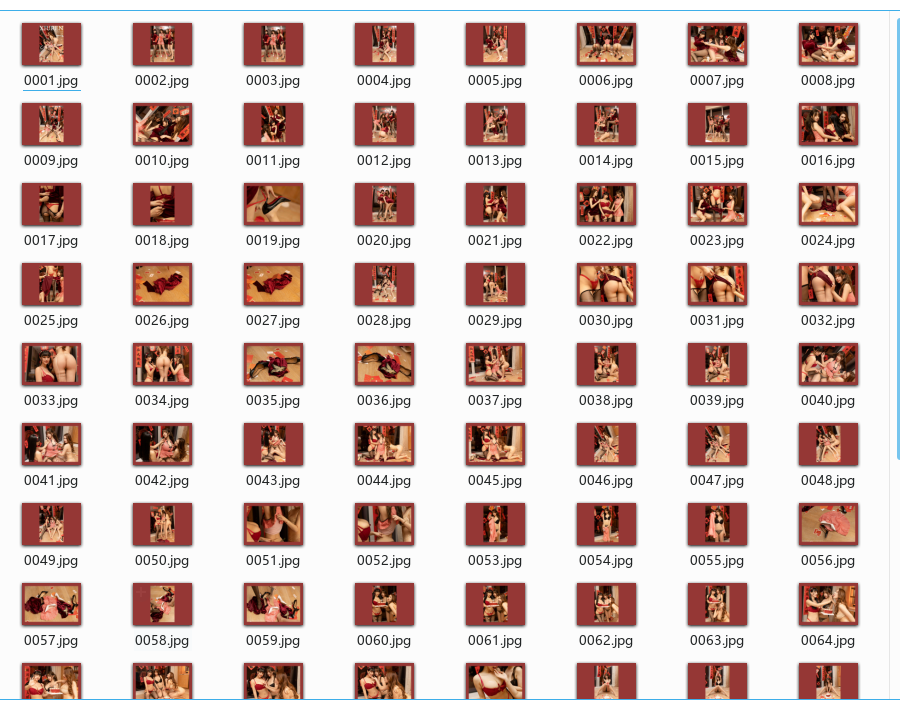 0001.jpg 0002.jpg 0003.jpg 0004.jpg 0005.jpg 0006.jpg 0007.jpg 0008.jpg
0009.jpg 0010.jpg 0011.jpg 0012.jpg 0013.jpg 0014.jpg 0015.jpg 0016.jpg
0017.jpg 0018.jpg 0019.jpg 0020.jpg 0021.jpg 0022.jpg 0023.jpg 0024.jpg
0025.jpg 0026.jpg 0027.jpg 0028.jpg 0029.jpg 0030.jpg 0031.jpg 0032.jpg
0033.jpg 0034.jpg 0035.jpg 0036.jpg 0037.jpg 0038.jpg 0039.jpg 0040.jpg
0041.jpg 0042.jpg 0043.jpg 0044.jpg 0045.jpg 0046.jpg 0047.jpg 0048.jpg
0049.jpg 0050.jpg 0051.jpg 0052.jpg 0053.jpg 0054.jpg 0055.jpg 0056.jpg
0057.jpg 0058.jpg 0059.jpg 0060.jpg 0061.jpg 0062.jpg 0063.jpg 0064.jpg